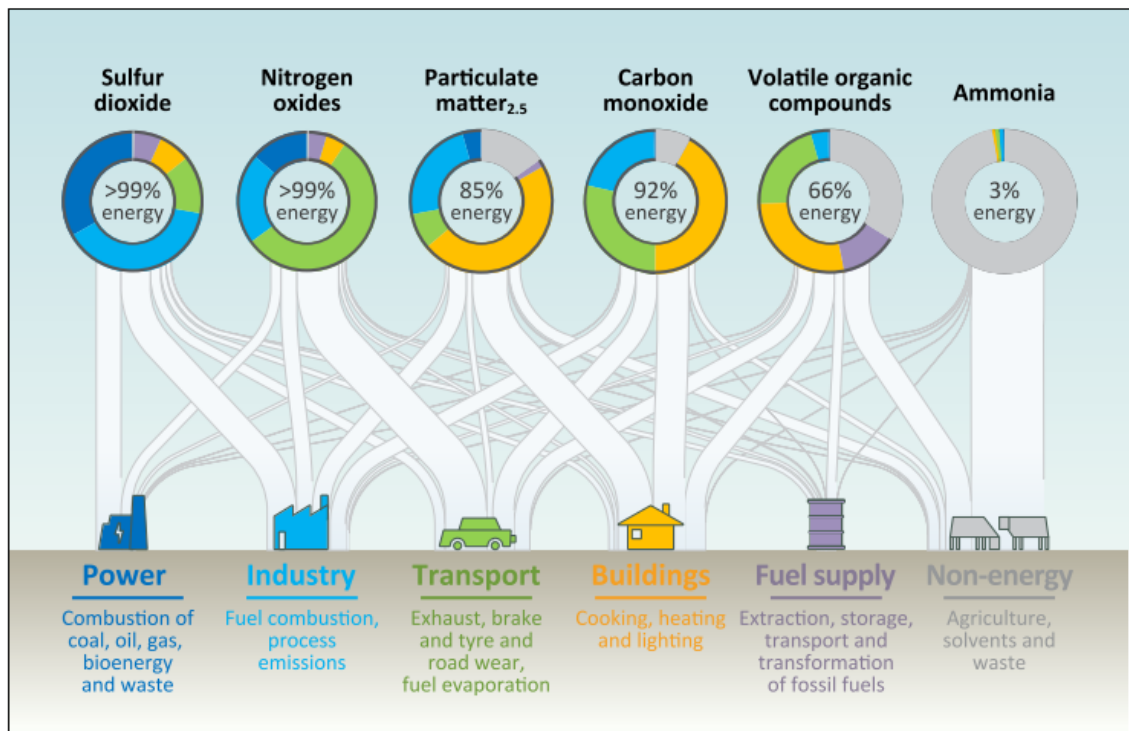 Sulfur
dioxide
Nitrogen
oxides
Particulate
matter2.5
Carbon
monoxide
Volatile organic
compounds
Ammonia
>99%
energy
>99%
energy
85%
energy
92%
energy
66%
energy
3%
energy
Power
Combustion of
coal, oil, gas,
bioenergy
and waste
Industry
Fuel combustion,
process
emissions
Transport
Exhaust, brake
and tyre and
road wear,
fuel evaporation
Buildings
Cooking, heating
and lighting
Fuel supply
Extraction, storage,
transport and
transformation
of fossil fuels
Non-energy
Agriculture,
solvents and
waste